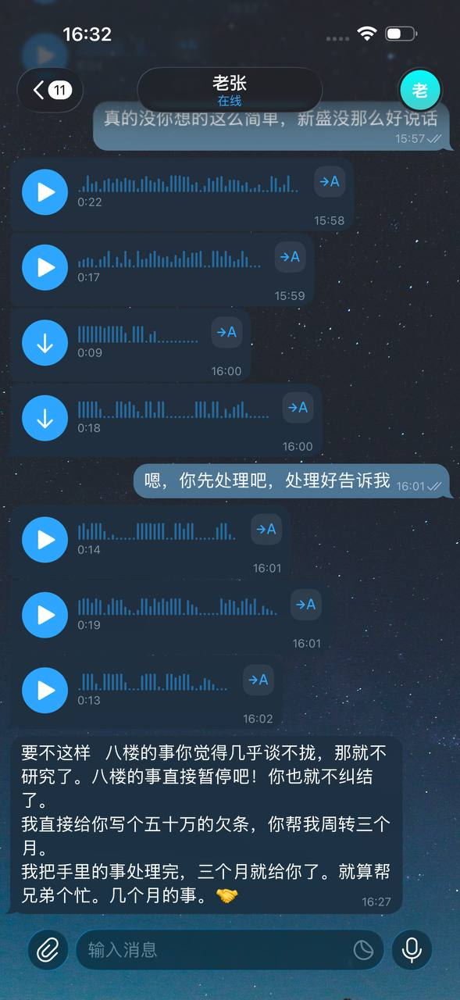 16:32
11
老张
在线
老
真的没你想的这么简单，新盛没那么好说话
15:57
0:22
A
15:58
0:17
A
15:59
0:09
A
16:00
0:18
A
16:00
嗯，你先处理吧，处理好告诉我 16:01
0:14
A
16:01
0:19
A
16:01
0:13
A
16:02
要不这样 八楼的事你觉得几乎谈不拢，那就不
研究了。八楼的事直接暂停吧！你也就不纠结
了。
我直接给你写个五十万的欠条，你帮我周转三个
月。
我把手里的事处理完，三个月就给你了。就算帮
兄弟个忙。几个月的事。🤝
16:27
输入消息